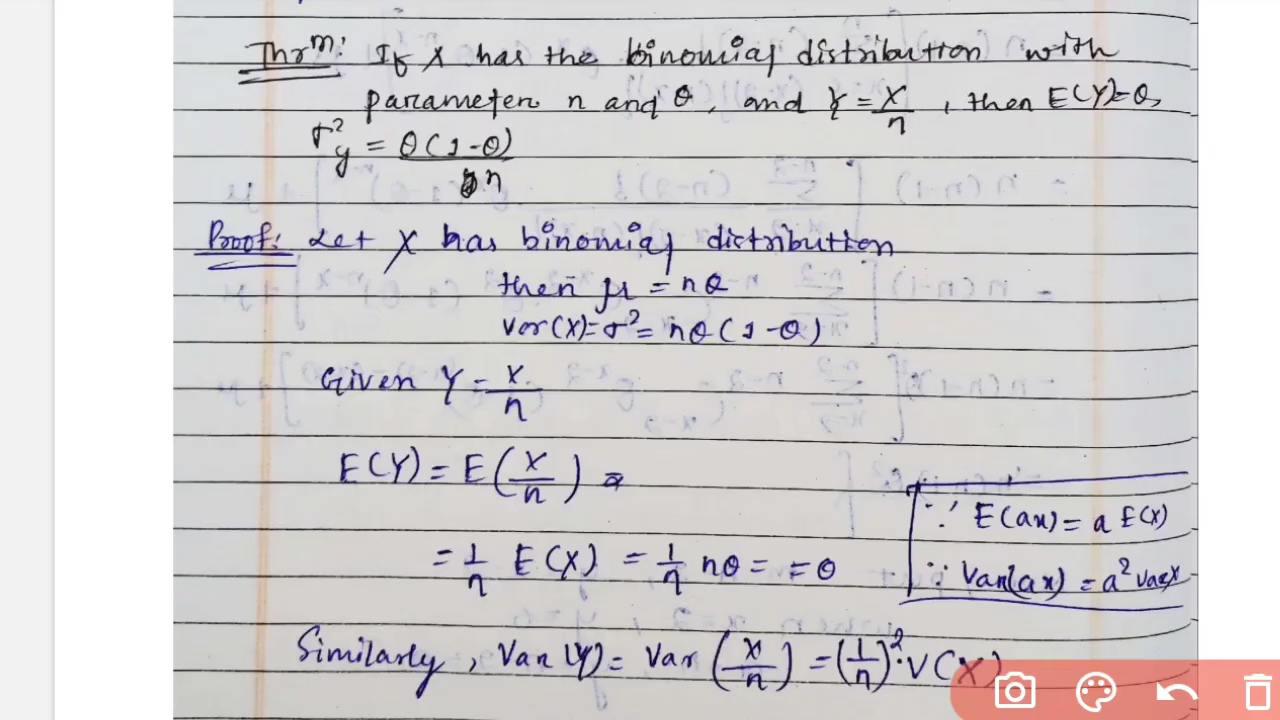 Thrm: If X has the binomial distribution with
parameter n and θ, and Y = X/n, then E(Y)=θ,
σ²y = θ(1-θ)/n
Proof: Let X has binomial distribution
then μ = nθ
Var(X)=σ²= nθ(1-θ)
Given Y = X/n
E(Y) = E(X/n) =
= 1/n E(X) = 1/n nθ = = θ
∵ E(ax) = a E(X)
∵ Var(ax) = a² Var X
Similarly, Var(Y) = Var(X/n) = (1/n)². V(X)